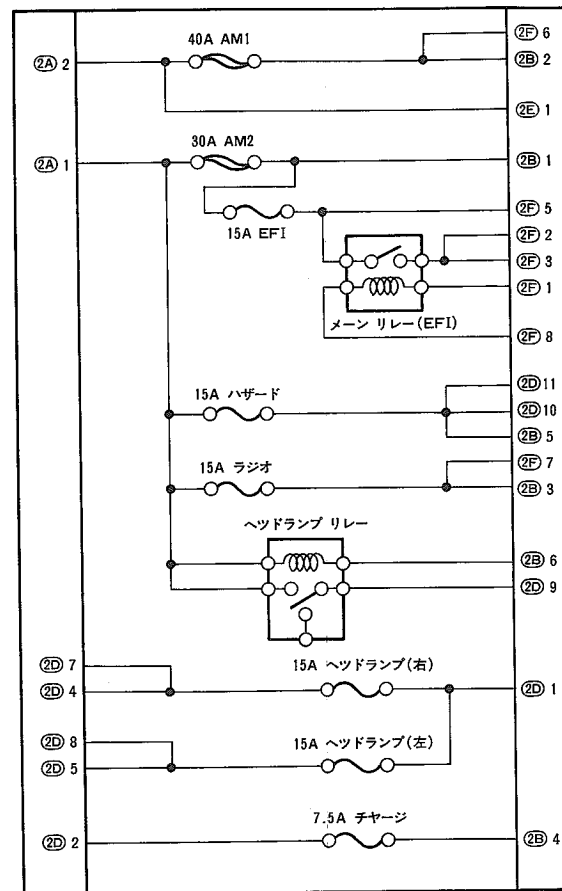 40A AM1
2F 6
2A 2
2B 2
2E 1
30A AM2
2A 1
2B 1
2F 5
15A EFI
2F 2
2F 3
2F 1
メーン リレー(EFI)
2F 8
15A ハザード
2D 11
2D 10
2B 5
15A ラジオ
2F 7
2B 3
ヘツドランプ リレー
2B 6
2D 9
2D 7
15A ヘツドランプ(右)
2D 4
2D 1
2D 8
15A ヘツドランプ(左)
2D 5
7.5A チヤージ
2D 2
2B 4